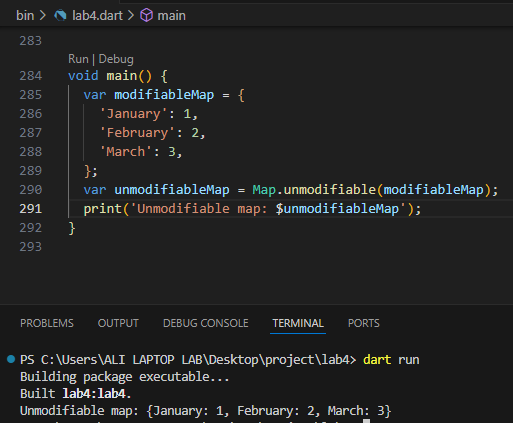 bin > lab4.dart > main
283
Run | Debug
284 void main() {
285 var modifiableMap = {
286 'January': 1,
287 'February': 2,
288 'March': 3,
289 };
290 var unmodifiableMap = Map.unmodifiable(modifiableMap);
291 print('Unmodifiable map: $unmodifiableMap');
292 }
293
PROBLEMS OUTPUT DEBUG CONSOLE TERMINAL PORTS
PS C:\Users\ALI LAPTOP LAB\Desktop\project\lab4> dart run
Building package executable...
Built lab4:lab4.
Unmodifiable map: {January: 1, February: 2, March: 3}